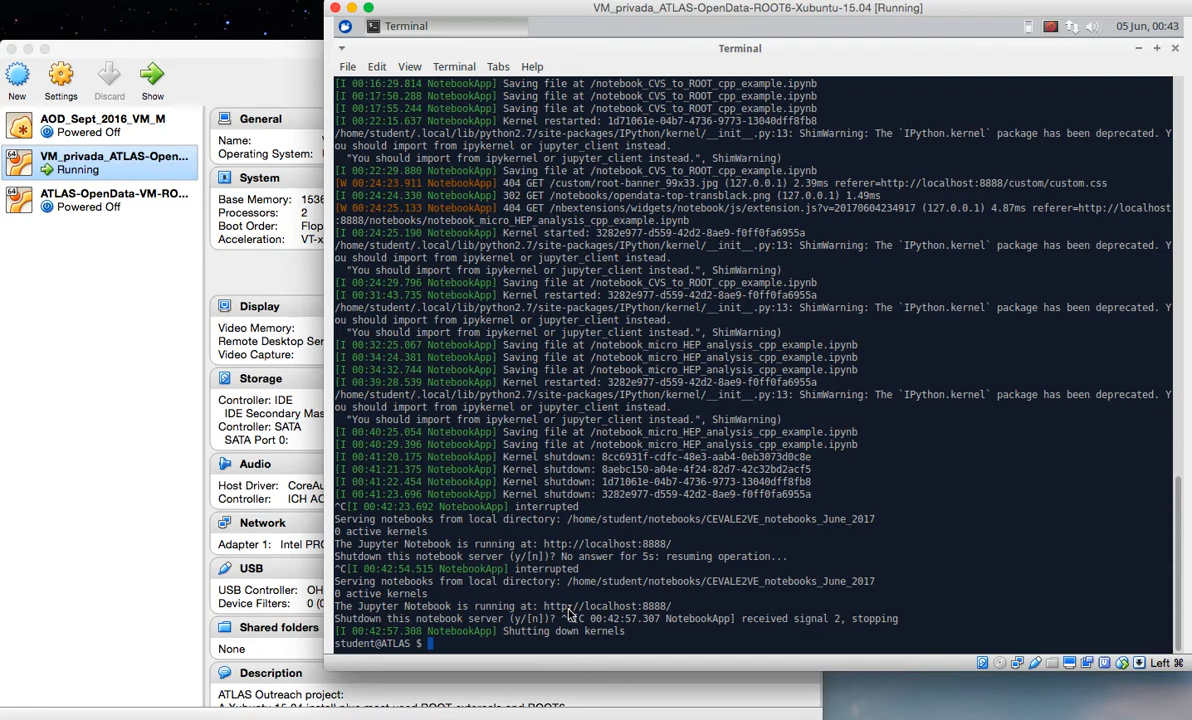 VM_privada_ATLAS-OpenData-ROOT6-Xubuntu-15.04 [Running]
Terminal
05 Jun, 00:43
Terminal
File Edit View Terminal Tabs Help
New Settings Discard Show
AOD_Sept_2016_VM_M
Powered Off
64
VM_privada_ATLAS-Open...
Running
64
ATLAS-OpenData-VM-RO...
Powered Off
General
Name:
Operating System:
System
Base Memory: 1536
Processors: 2
Boot Order: Flop
Acceleration: VT-x
Display
Video Memory:
Remote Desktop Ser
Video Capture:
Storage
Controller: IDE
IDE Secondary Mas
Controller: SATA
SATA Port 0:
Audio
Host Driver: CoreAu
Controller: ICH AC
Network
Adapter 1: Intel PRO
USB
USB Controller: OH
Device Filters: 0 (0
Shared folders
None
Description
ATLAS Outreach project:
[I 00:16:29.814 NotebookApp] Saving file at /notebook_CVS_to_ROOT_cpp_example.ipynb
[I 00:17:50.288 NotebookApp] Saving file at /notebook_CVS_to_ROOT_cpp_example.ipynb
[I 00:17:55.244 NotebookApp] Saving file at /notebook_CVS_to_ROOT_cpp_example.ipynb
[I 00:22:15.637 NotebookApp] Kernel restarted: 1d71061e-04b7-4736-9773-13040dff8fb8
/home/student/.local/lib/python2.7/site-packages/IPython/kernel/__init__.py:13: ShimWarning: The `IPython.kernel` package has been deprecated. Y
ou should import from ipykernel or jupyter_client instead.
"You should import from ipykernel or jupyter_client instead.", ShimWarning)
[I 00:22:29.880 NotebookApp] Saving file at /notebook_CVS_to_ROOT_cpp_example.ipynb
[W 00:24:23.911 NotebookApp] 404 GET /custom/root-banner_99x33.jpg (127.0.0.1) 2.39ms referer=http://localhost:8888/custom/custom.css
[I 00:24:24.330 NotebookApp] 302 GET /notebooks/opendata-top-transblack.png (127.0.0.1) 1.49ms
[W 00:24:25.133 NotebookApp] 404 GET /nbextensions/widgets/notebook/js/extension.js?v=20170604234917 (127.0.0.1) 4.87ms referer=http://localhost
:8888/notebooks/notebook_micro_HEP_analysis_cpp_example.ipynb
[I 00:24:25.190 NotebookApp] Kernel started: 3282e977-d559-42d2-8ae9-f0ff0fa6955a
/home/student/.local/lib/python2.7/site-packages/IPython/kernel/__init__.py:13: ShimWarning: The `IPython.kernel` package has been deprecated. Y
ou should import from ipykernel or jupyter_client instead.
"You should import from ipykernel or jupyter_client instead.", ShimWarning)
[I 00:24:29.796 NotebookApp] Saving file at /notebook_micro_HEP_analysis_cpp_example.ipynb
[I 00:31:43.735 NotebookApp] Kernel restarted: 3282e977-d559-42d2-8ae9-f0ff0fa6955a
/home/student/.local/lib/python2.7/site-packages/IPython/kernel/__init__.py:13: ShimWarning: The `IPython.kernel` package has been deprecated. Y
ou should import from ipykernel or jupyter_client instead.
"You should import from ipykernel or jupyter_client instead.", ShimWarning)
[I 00:32:25.067 NotebookApp] Saving file at /notebook_micro_HEP_analysis_cpp_example.ipynb
[I 00:34:24.381 NotebookApp] Saving file at /notebook_micro_HEP_analysis_cpp_example.ipynb
[I 00:34:32.744 NotebookApp] Saving file at /notebook_micro_HEP_analysis_cpp_example.ipynb
[I 00:39:28.539 NotebookApp] Kernel restarted: 3282e977-d559-42d2-8ae9-f0ff0fa6955a
/home/student/.local/lib/python2.7/site-packages/IPython/kernel/__init__.py:13: ShimWarning: The `IPython.kernel` package has been deprecated. Y
ou should import from ipykernel or jupyter_client instead.
"You should import from ipykernel or jupyter_client instead.", ShimWarning)
[I 00:40:25.054 NotebookApp] Saving file at /notebook_micro_HEP_analysis_cpp_example.ipynb
[I 00:40:29.396 NotebookApp] Saving file at /notebook_micro_HEP_analysis_cpp_example.ipynb
[I 00:41:20.175 NotebookApp] Kernel shutdown: 8cc6931f-cdfc-48e3-aab4-0eb3073d0c8e
[I 00:41:21.375 NotebookApp] Kernel shutdown: 8aebc150-a04e-4f24-82d7-42c32bd2acf5
[I 00:41:22.454 NotebookApp] Kernel shutdown: 1d71061e-04b7-4736-9773-13040dff8fb8
[I 00:41:23.696 NotebookApp] Kernel shutdown: 3282e977-d559-42d2-8ae9-f0ff0fa6955a
^C[I 00:42:23.692 NotebookApp] interrupted
Serving notebooks from local directory: /home/student/notebooks/CEVALE2VE_notebooks_June_2017
0 active kernels
The Jupyter Notebook is running at: http://localhost:8888/
Shutdown this notebook server (y/[n])? No answer for 5s: resuming operation...
^C[I 00:42:54.515 NotebookApp] interrupted
Serving notebooks from local directory: /home/student/notebooks/CEVALE2VE_notebooks_June_2017
0 active kernels
The Jupyter Notebook is running at: http://localhost:8888/
Shutdown this notebook server (y/[n])? ^C[C 00:42:57.307 NotebookApp] received signal 2, stopping
[I 00:42:57.308 NotebookApp] Shutting down kernels
student@ATLAS $
Left ⌘